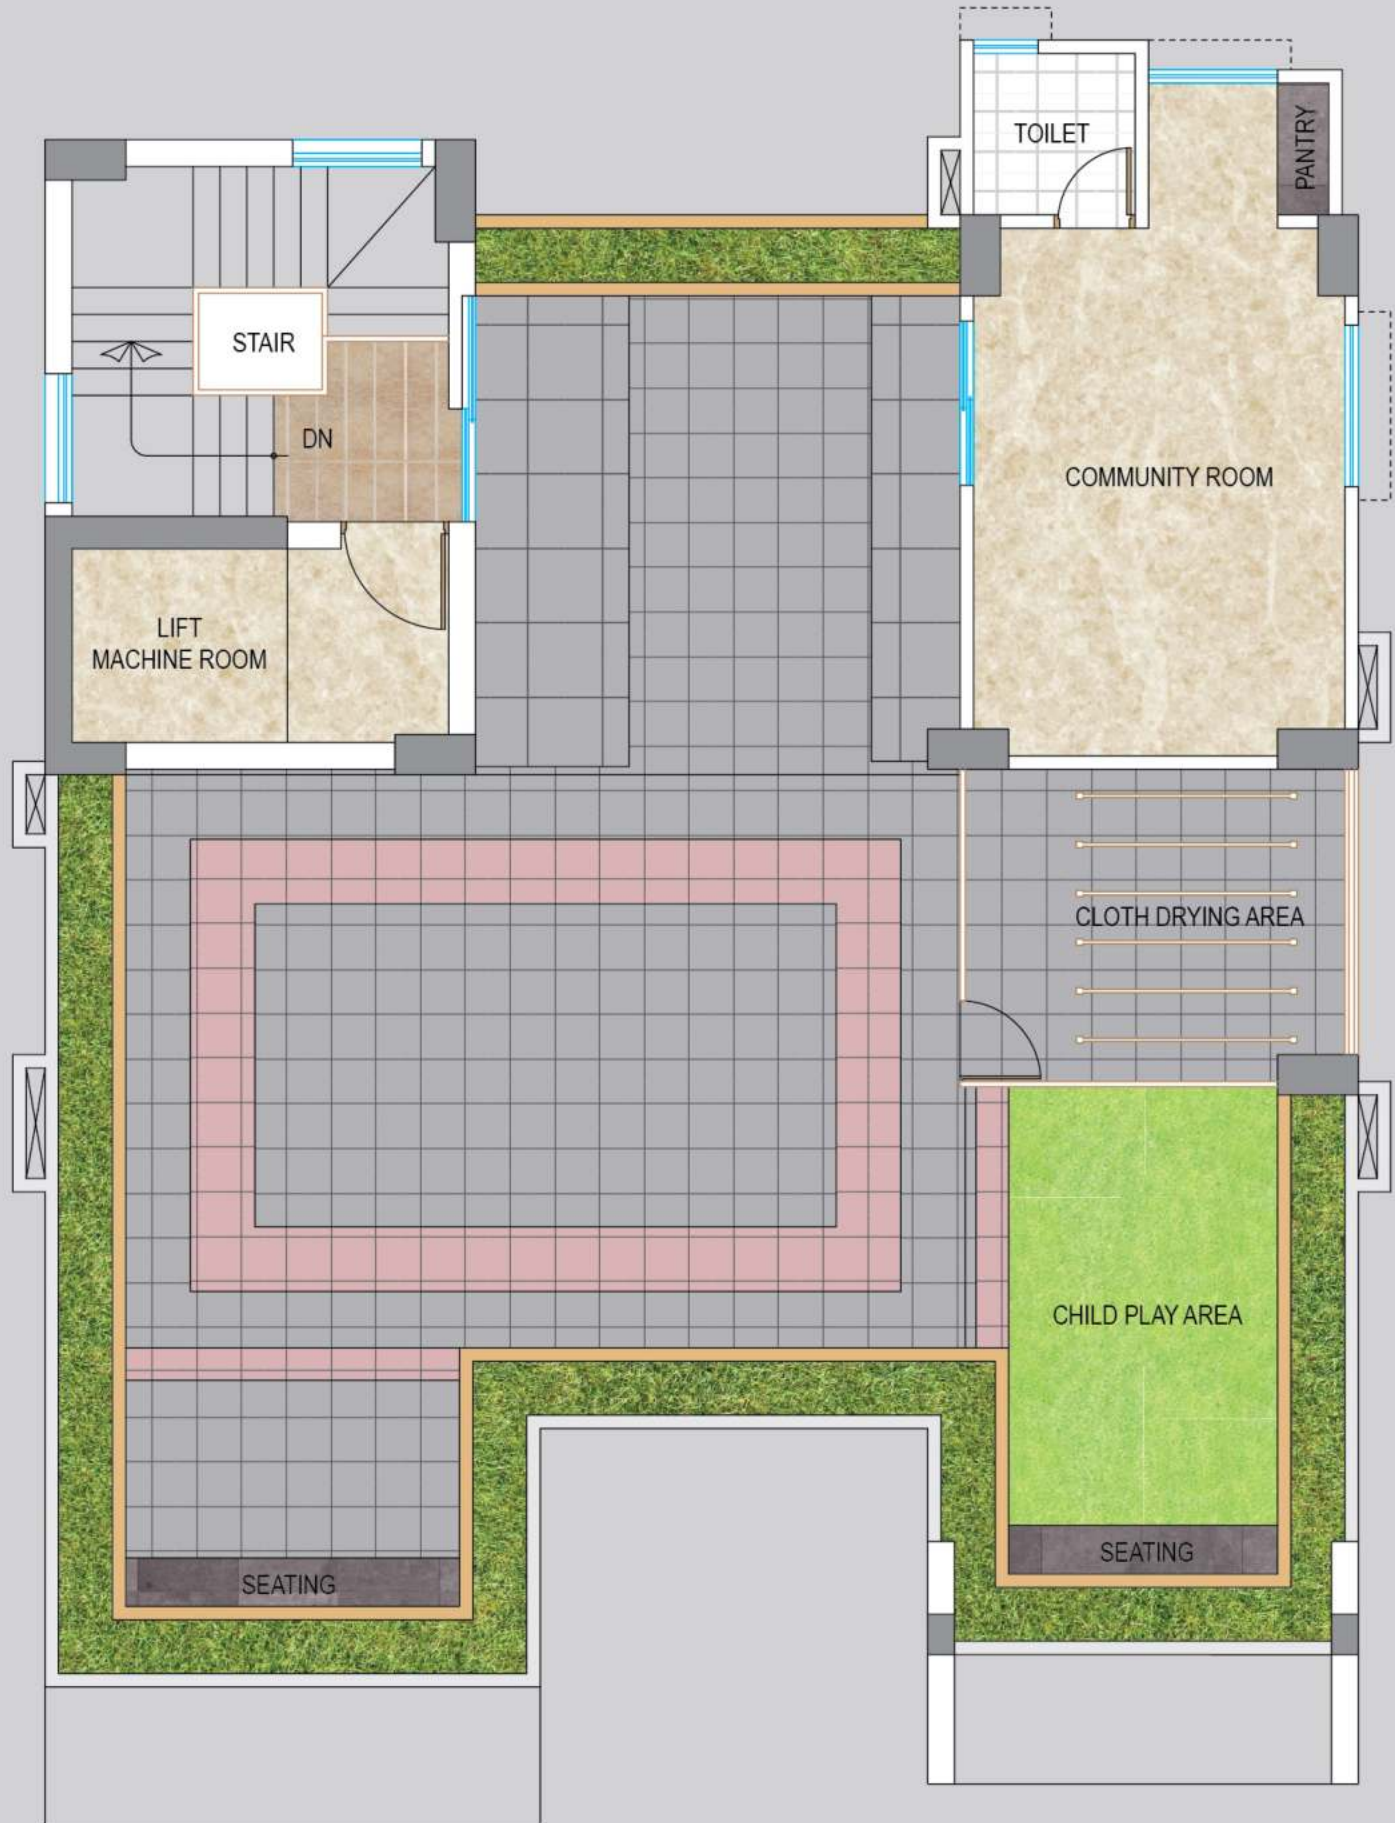 TOILET
PANTRY
STAIR
DN
COMMUNITY ROOM
LIFT
MACHINE ROOM
CLOTH DRYING AREA
CHILD PLAY AREA
SEATING
SEATING